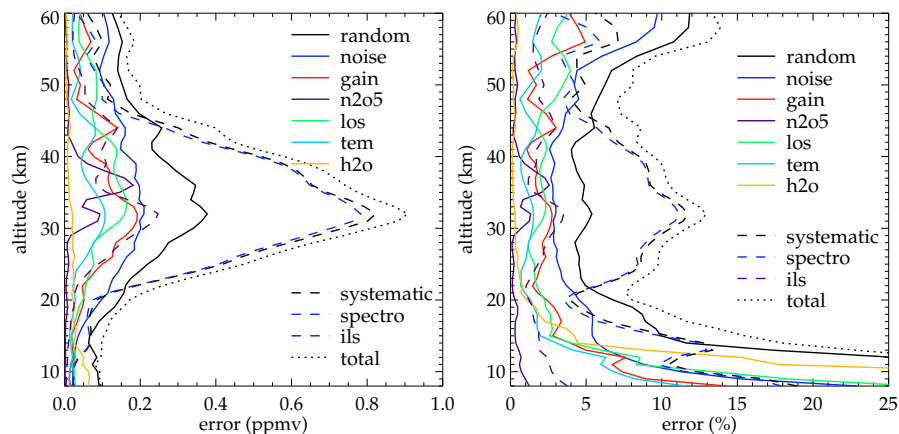 60
50
40
30
20
10
altitude (km)
random
noise
gain
n2o5
los
tem
h2o
systematic
spectro
ils
total
0.0 0.2 0.4 0.6 0.8 1.0
error (ppmv)
60
50
40
30
20
10
altitude (km)
random
noise
gain
n2o5
los
tem
h2o
systematic
spectro
ils
total
0 5 10 15 20 25
error (%)